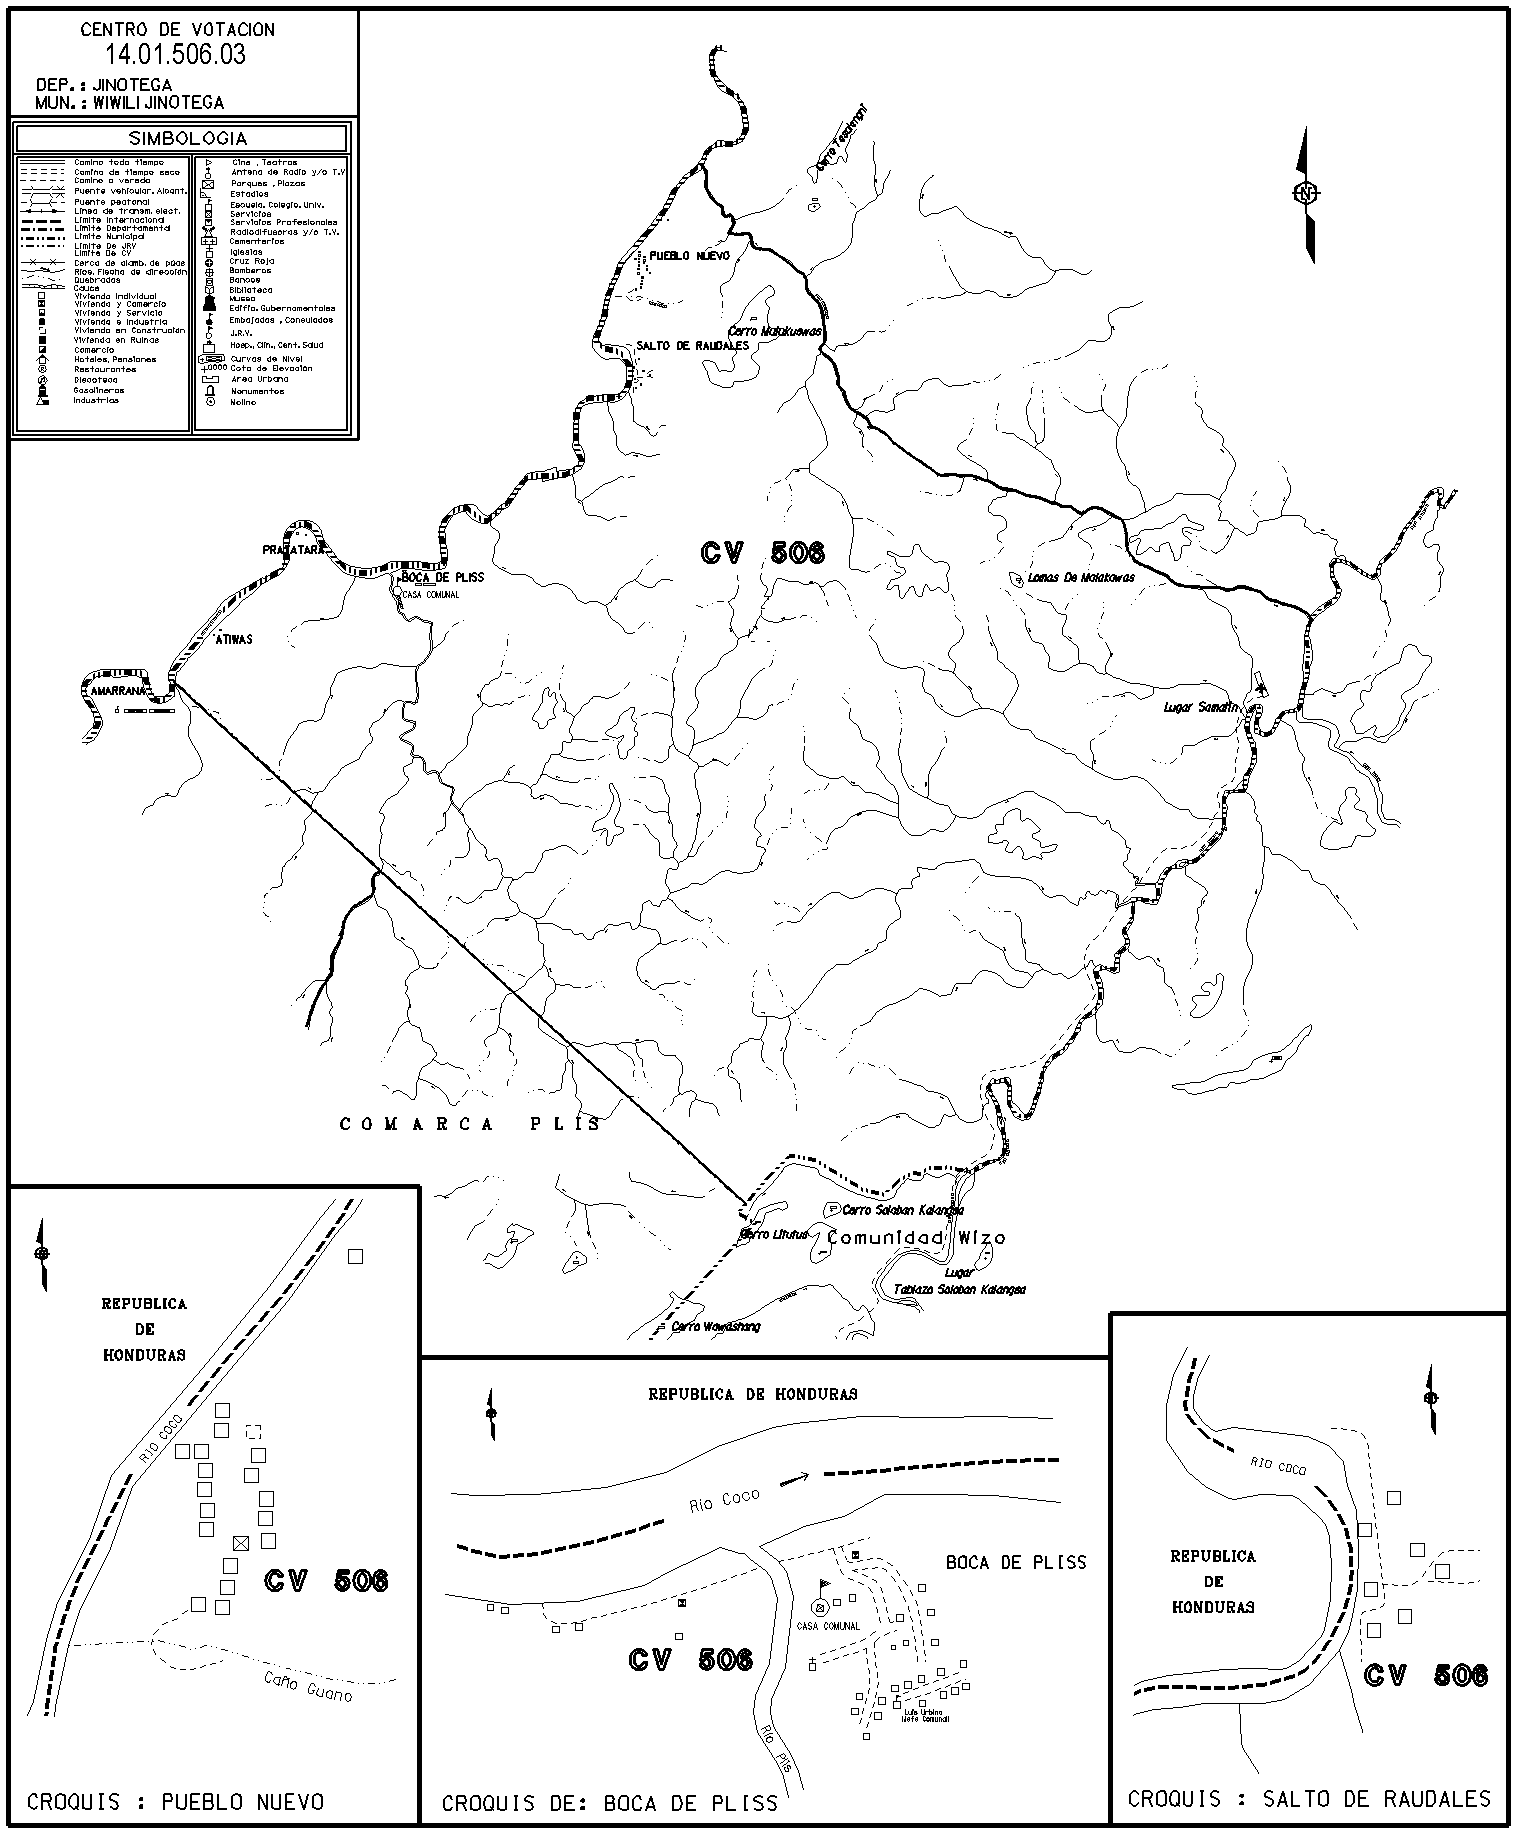 CENTRO DE VOTACION
14.01.506.03
DEP. : JINOTEGA
MUN. : WIWILI JINOTEGA
SIMBOLOGIA
Camino todo tiempo
Camino de tiempo seco
Camino o vereda
Puente vehicular. Alcant.
Puente peatonal
Linea de transm. elect.
Limite Internacional
Limite Departamental
Limite Municipal
Limite De JRV
Limite De CV
Cerca de alamb. de púas
Rios. Flecha de dirección
Quebradas
Cauce
Vivienda Individual
Vivienda y Comercio
Vivienda y Servicio
Vivienda e Industria
Vivienda en Construcción
Vivienda en Ruinas
Comercio
Hoteles, Pensiones
Restaurantes
Discoteca
Gasolineras
Industrias
Cine , Teatros
Antena de Radio y/o T.V
Parques , Plazas
Estadios
Escuela. Colegio. Univ.
Servicios
Servicios Profesionales
Radiodifusoras y/o T.V.
Cementerios
Iglesias
Cruz Roja
Bomberos
Bancos
Biblioteca
Museo
Edific. Gubernamentales
Embajadas , Consulados
J.R.V.
Hosp., Clin., Cent. Salud
Curvas de Nivel
Cota de Elevación
Area Urbana
Monumentos
Molino
N
PUEBLO NUEVO
Cerro Malakuawas
SALTO DE RAUDALES
CV 506
PRATATARA
BOCA DE PLISS
CASA COMUNAL
Lomas De Malakawas
ATIWAS
AMARRANA
Lugar Samatin
COMARCA PLIS
Cerro Salaban Kalangsa
Cerro Litutus
Comunidad Wizo
Lugar
Tablazo Salaban Kalangsa
Cerro Wawashang
REPUBLICA
DE
HONDURAS
RIO COCO
CV 506
Caño Guano
CROQUIS : PUEBLO NUEVO
REPUBLICA DE HONDURAS
Rio Coco
BOCA DE PLISS
CASA COMUNAL
CV 506
Luis Urbina
(Jefe Comunal)
Rio Plis
CROQUIS DE: BOCA DE PLISS
RIO COCO
REPUBLICA
DE
HONDURAS
CV 506
CROQUIS : SALTO DE RAUDALES